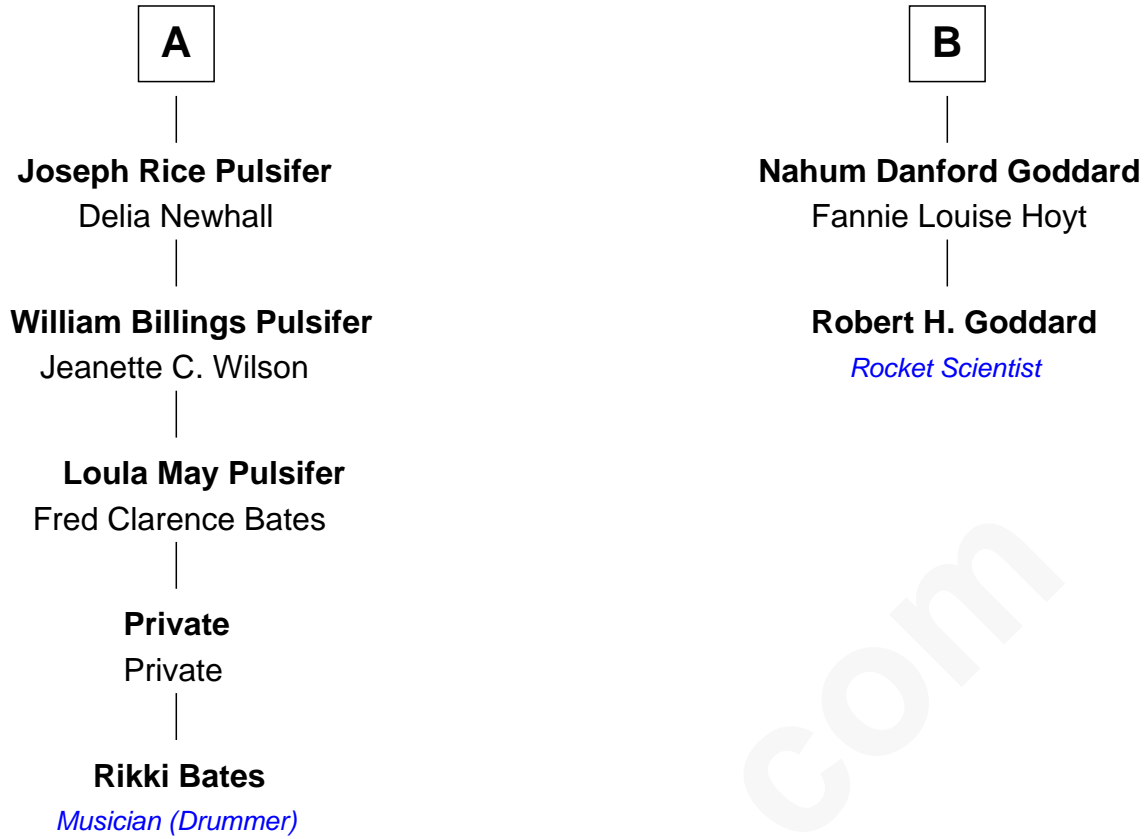 A
Joseph Rice Pulsifer
Delia Newhall
William Billings Pulsifer
Jeanette C. Wilson
Loula May Pulsifer
Fred Clarence Bates
Private
Private
Rikki Bates
Musician (Drummer)
B
Nahum Danford Goddard
Fannie Louise Hoyt
Robert H. Goddard
Rocket Scientist
com